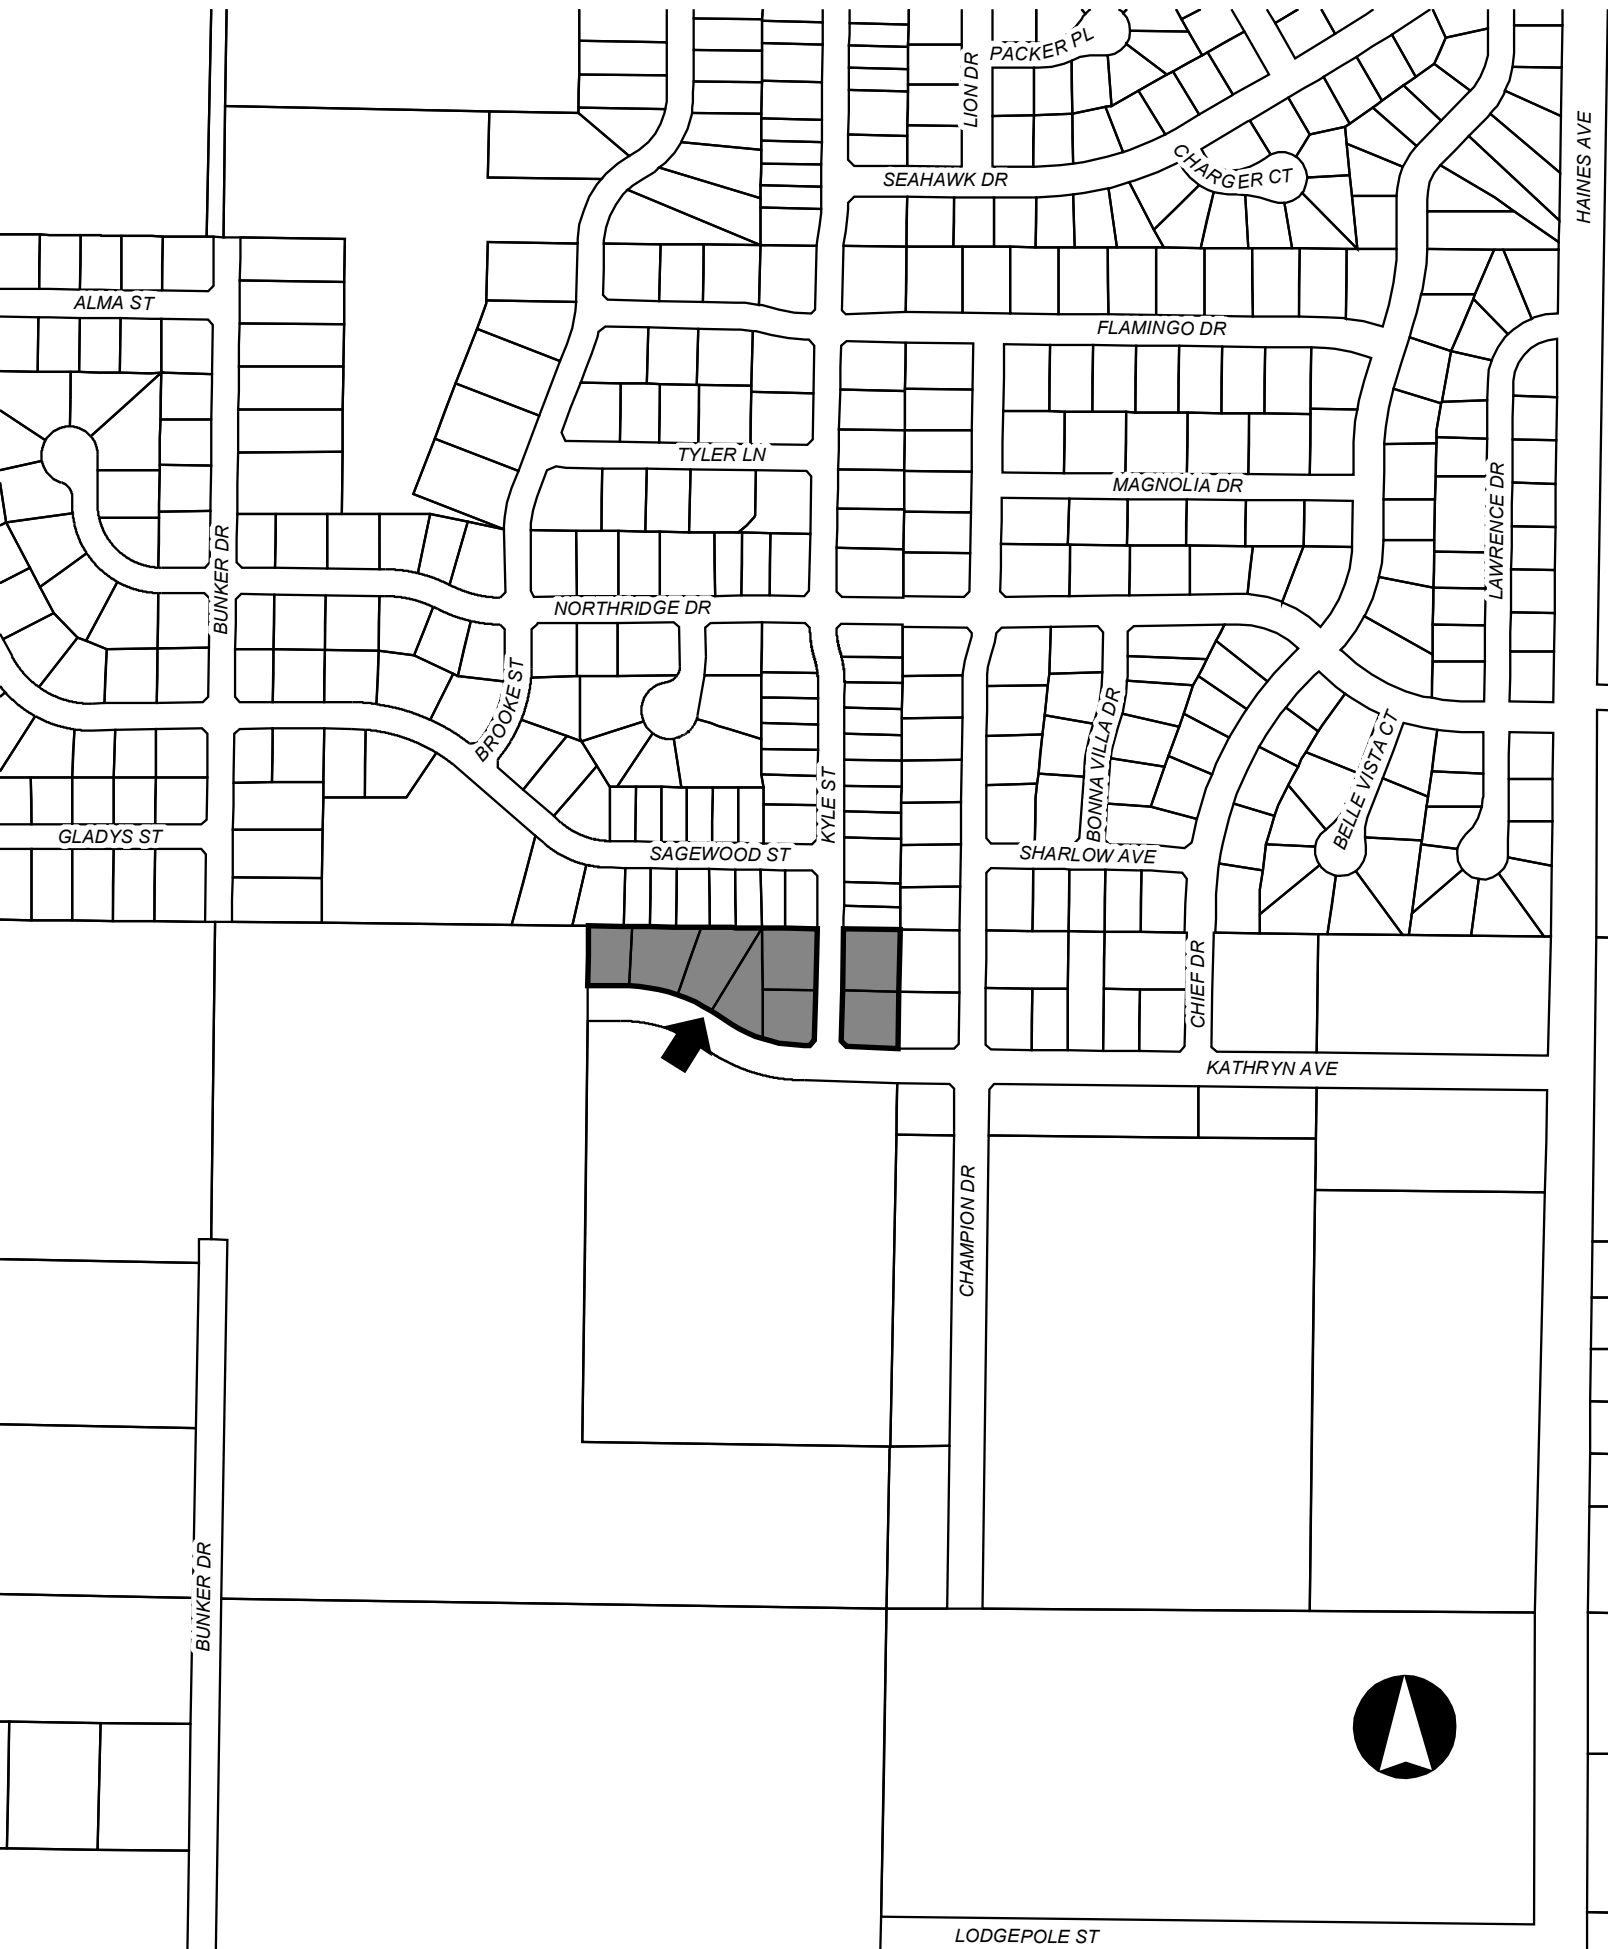 PACKER PL
LION DR
HAINES AVE
CHARGER CT
SEAHAWK DR
ALMA ST
FLAMINGO DR
TYLER LN
MAGNOLIA DR
LAWRENCE DR
BUNKER DR
NORTHRIDGE DR
BROOKE ST
BONNA VILLA DR
BELLE VISTA CT
KYLE ST
GLADYS ST
SAGEWOOD ST
SHARLOW AVE
CHIEF DR
KATHRYN AVE
CHAMPION DR
BUNKER DR
LODGEPOLE ST